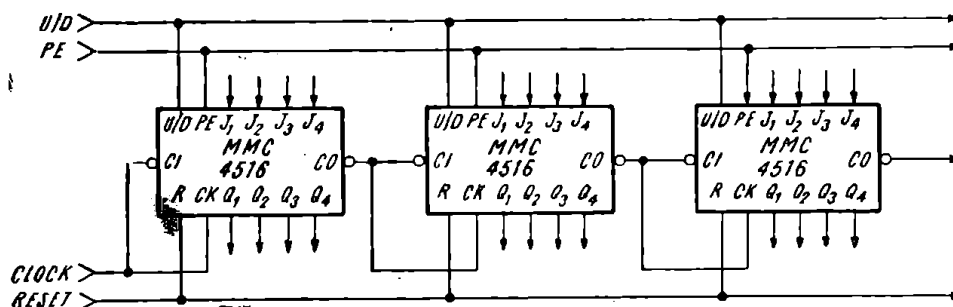 U/D
PE
U/D PE J1 J2 J3 J4
MMC
4516
CI CO
R CK Q1 Q2 Q3 Q4
U/D PE J1 J2 J3 J4
MMC
4516
CI CO
R CK Q1 Q2 Q3 Q4
U/D PE J1 J2 J3 J4
MMC
4516
CI CO
R CK Q1 Q2 Q3 Q4
CLOCK
RESET